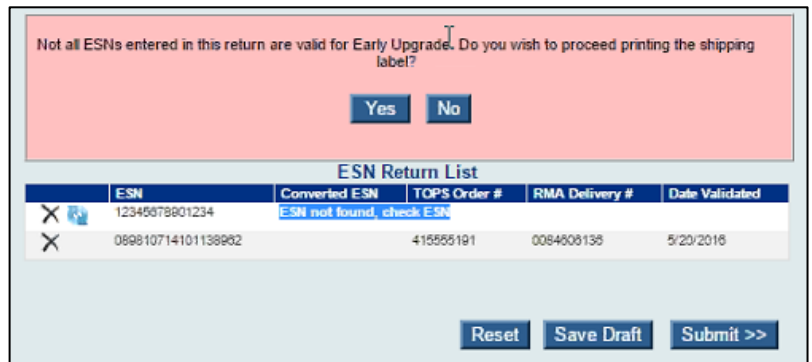 Not all ESNs entered in this return are valid for Early Upgrade. Do you wish to proceed printing the shipping
label?
Yes No
ESN Return List
ESN Converted ESN TOPS Order # RMA Delivery # Date Validated
12345678901234 ESN not found, check ESN
089810714101138962 415555191 0084606136 5/20/2016
Reset Save Draft Submit >>